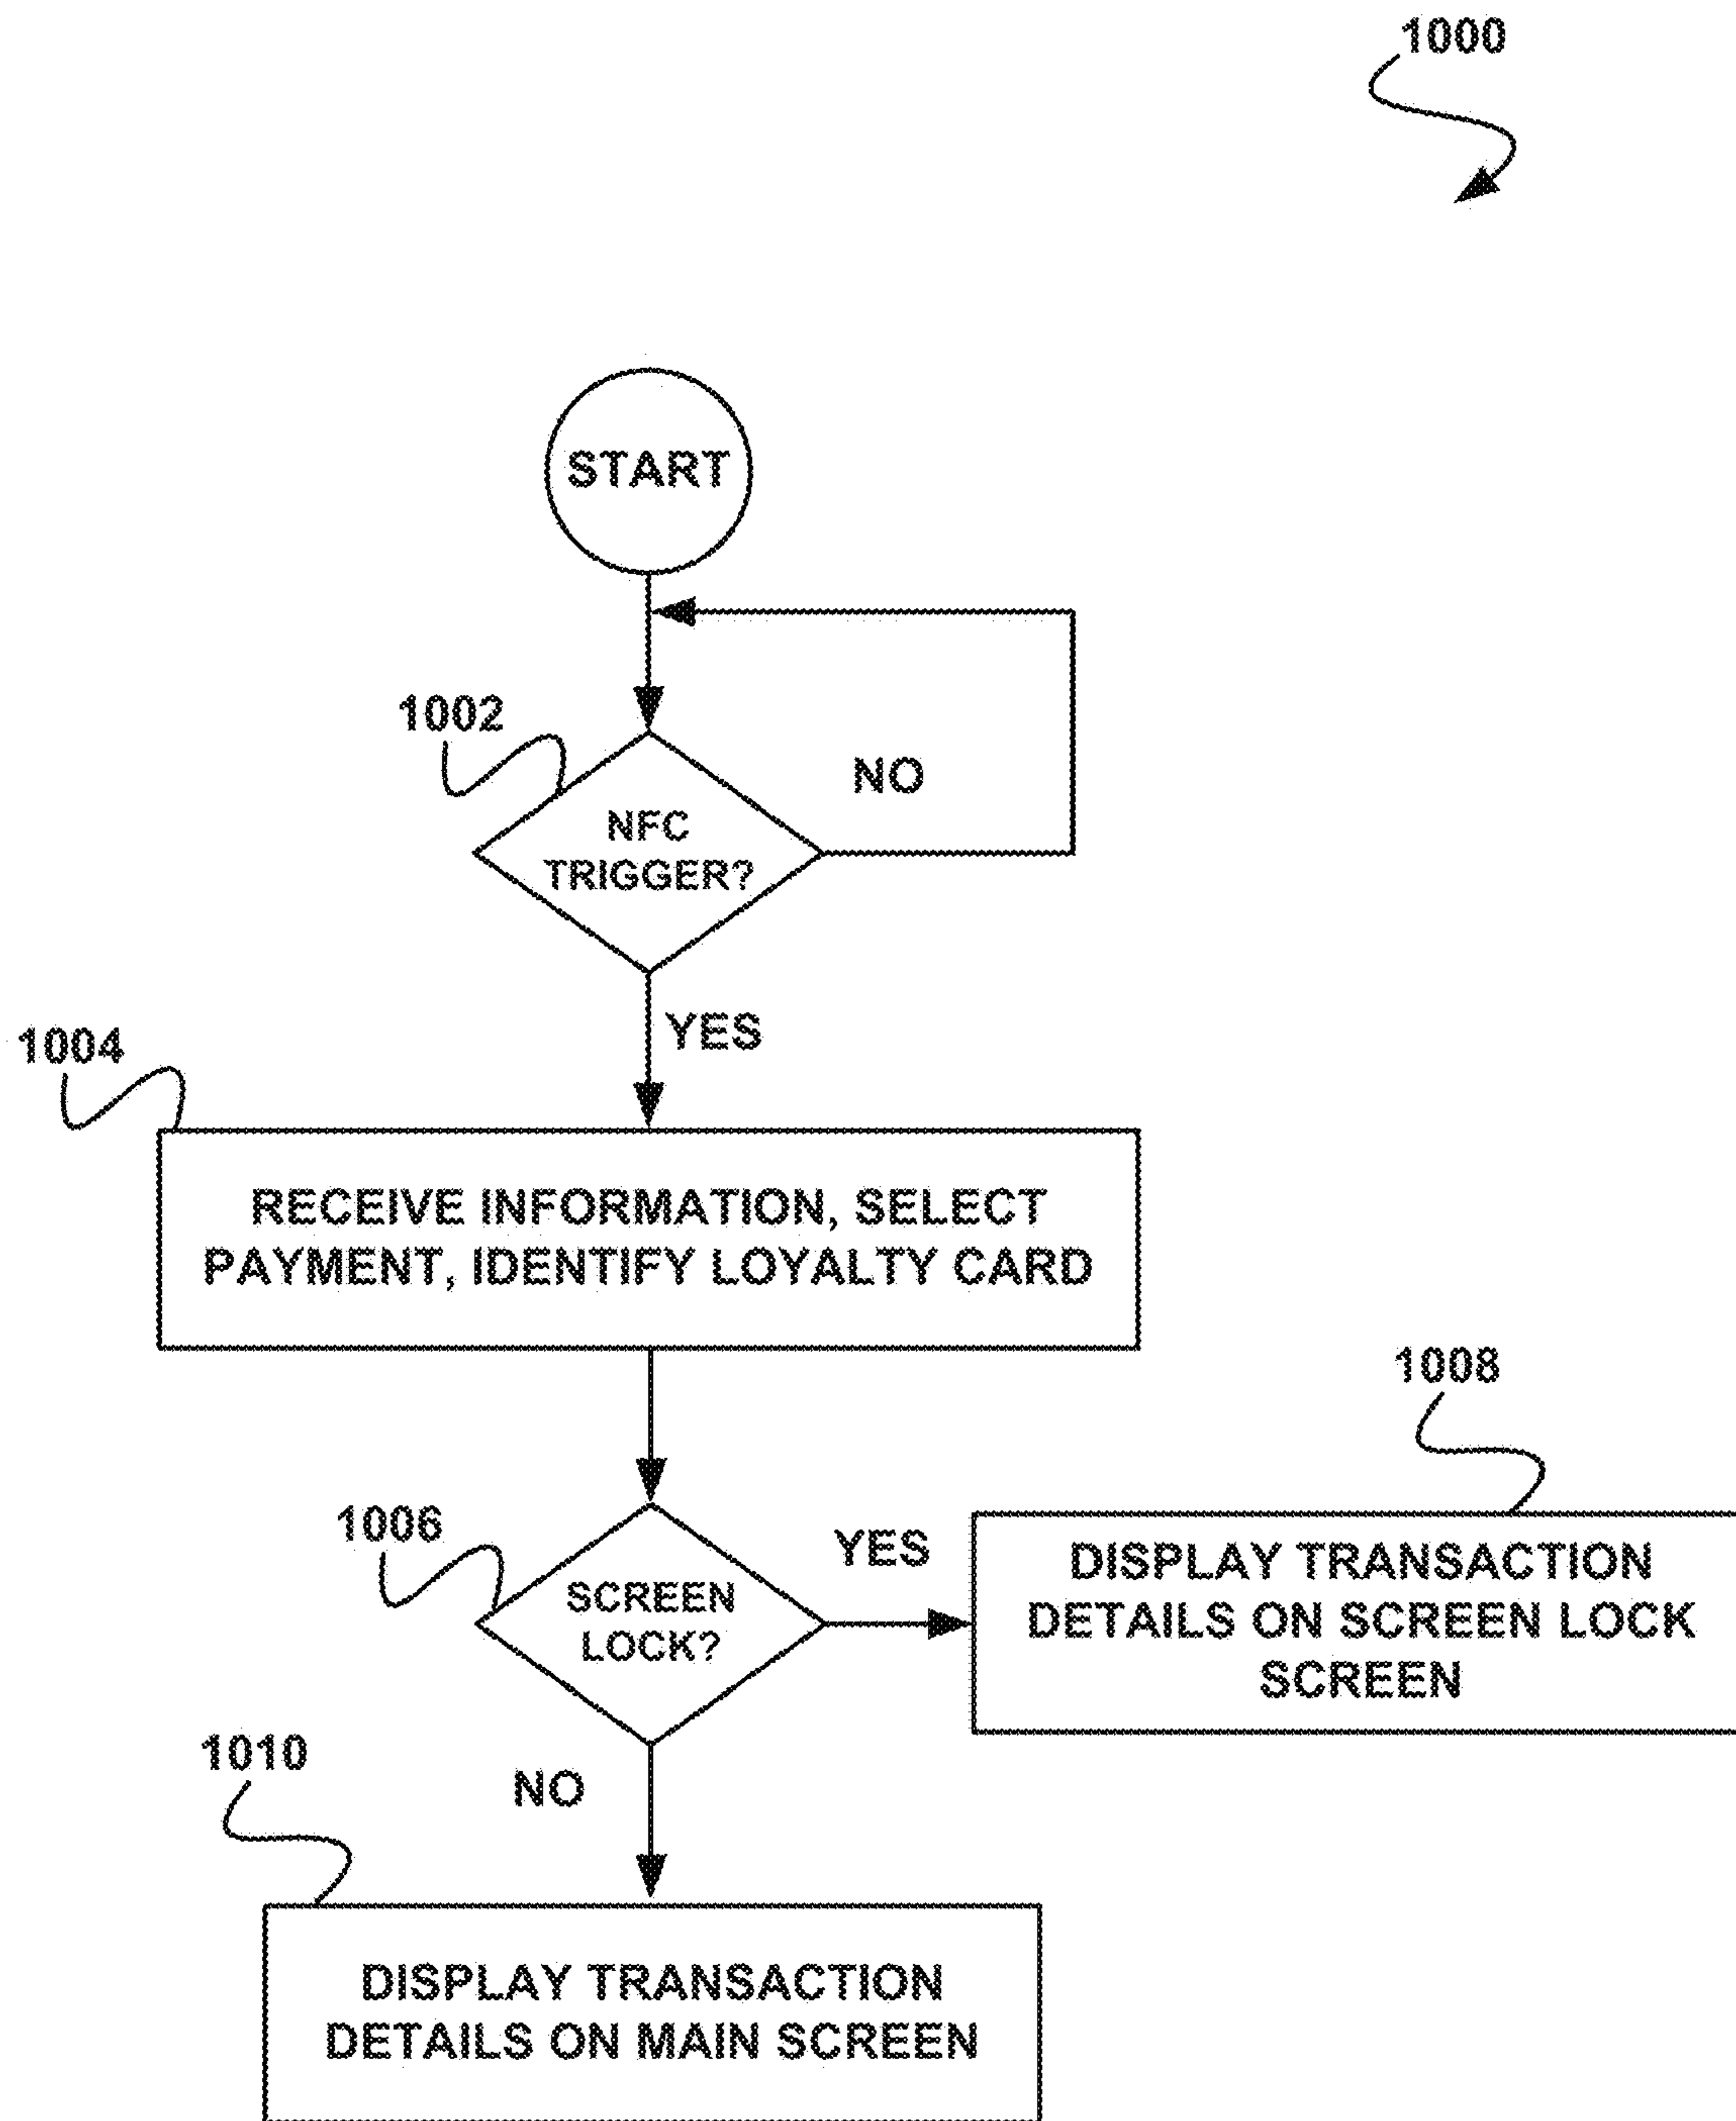 1000
START
1002
NO
NFC
TRIGGER?
YES
1004
RECEIVE INFORMATION, SELECT
PAYMENT, IDENTIFY LOYALTY CARD
1008
1006
YES
SCREEN
LOCK?
DISPLAY TRANSACTION
DETAILS ON SCREEN LOCK
SCREEN
1010
NO
DISPLAY TRANSACTION
DETAILS ON MAIN SCREEN